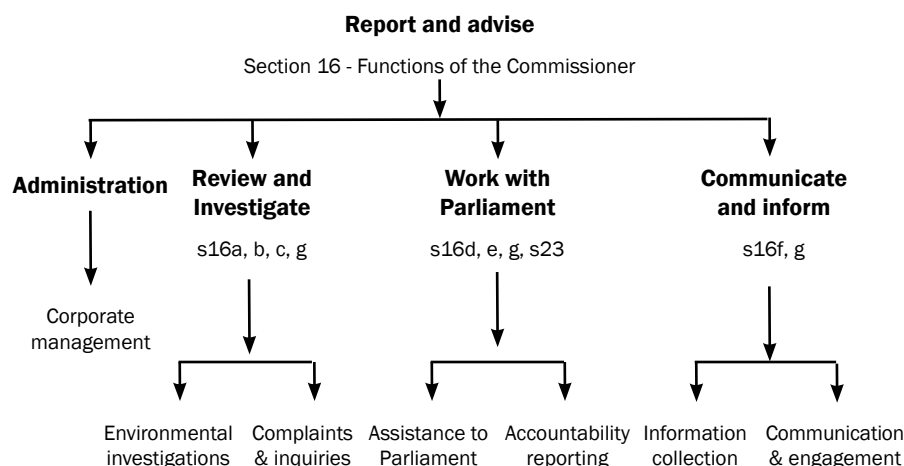 Report and advise
Section 16 - Functions of the Commissioner
Administration
Review and
Investigate
s16a, b, c, g
Work with
Parliament
s16d, e, g, s23
Communicate
and inform
s16f, g
Corporate
management
Environmental
investigations
Complaints
& inquiries
Assistance to
Parliament
Accountability
reporting
Information
collection
Communication
& engagement